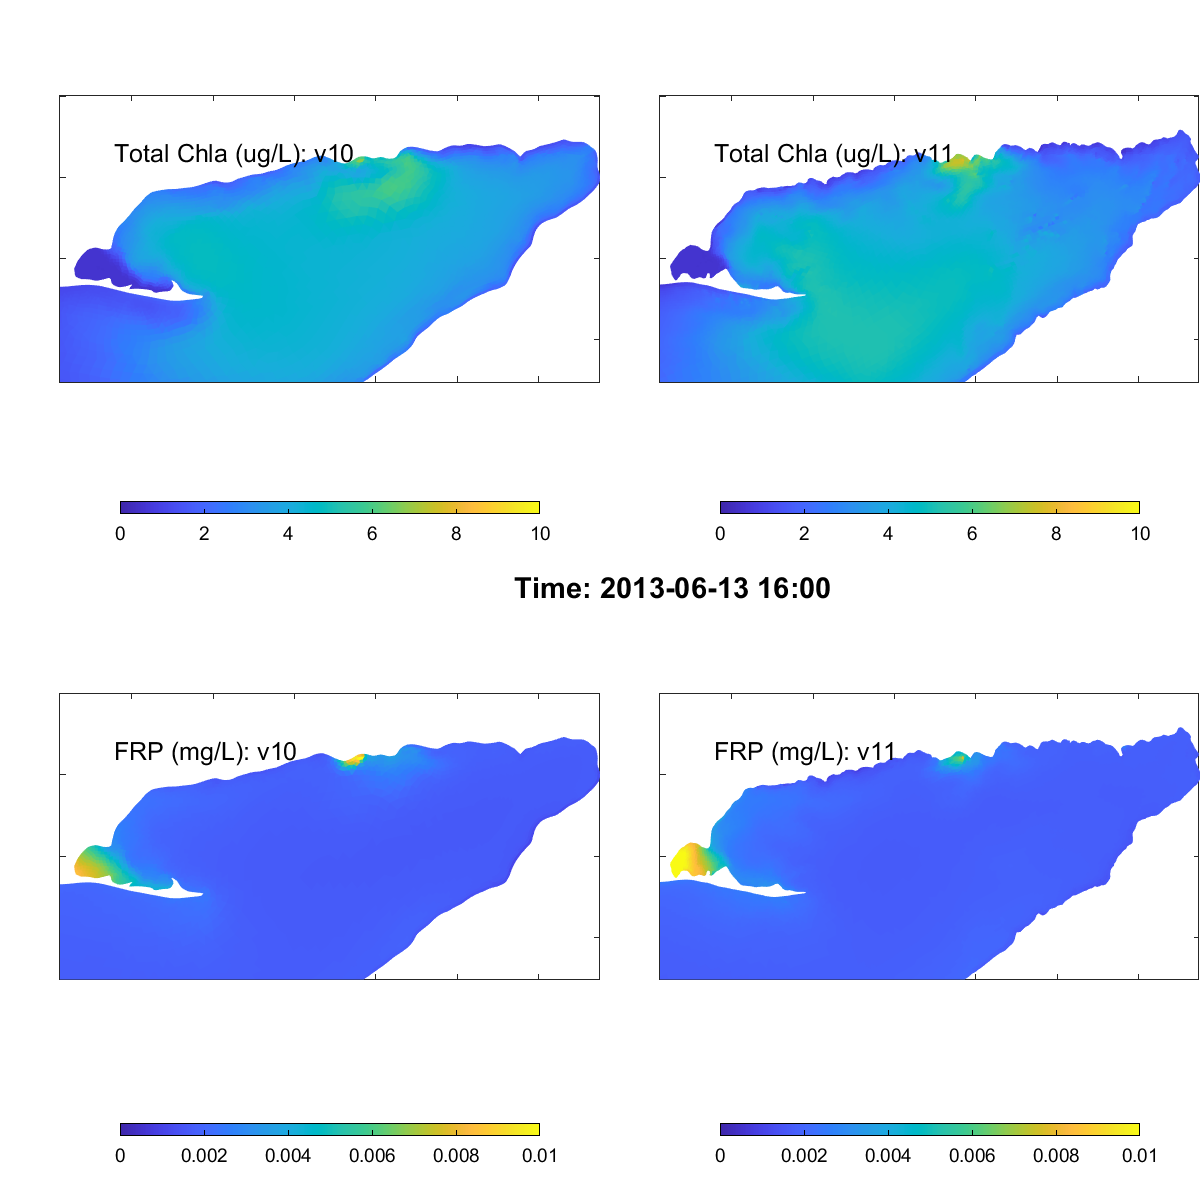 Total Chla (ug/L): v10
Total Chla (ug/L): v11
0 2 4 6 8 10
0 2 4 6 8 10
Time: 2013-06-13 16:00
FRP (mg/L): v10
FRP (mg/L): v11
0 0.002 0.004 0.006 0.008 0.01
0 0.002 0.004 0.006 0.008 0.01